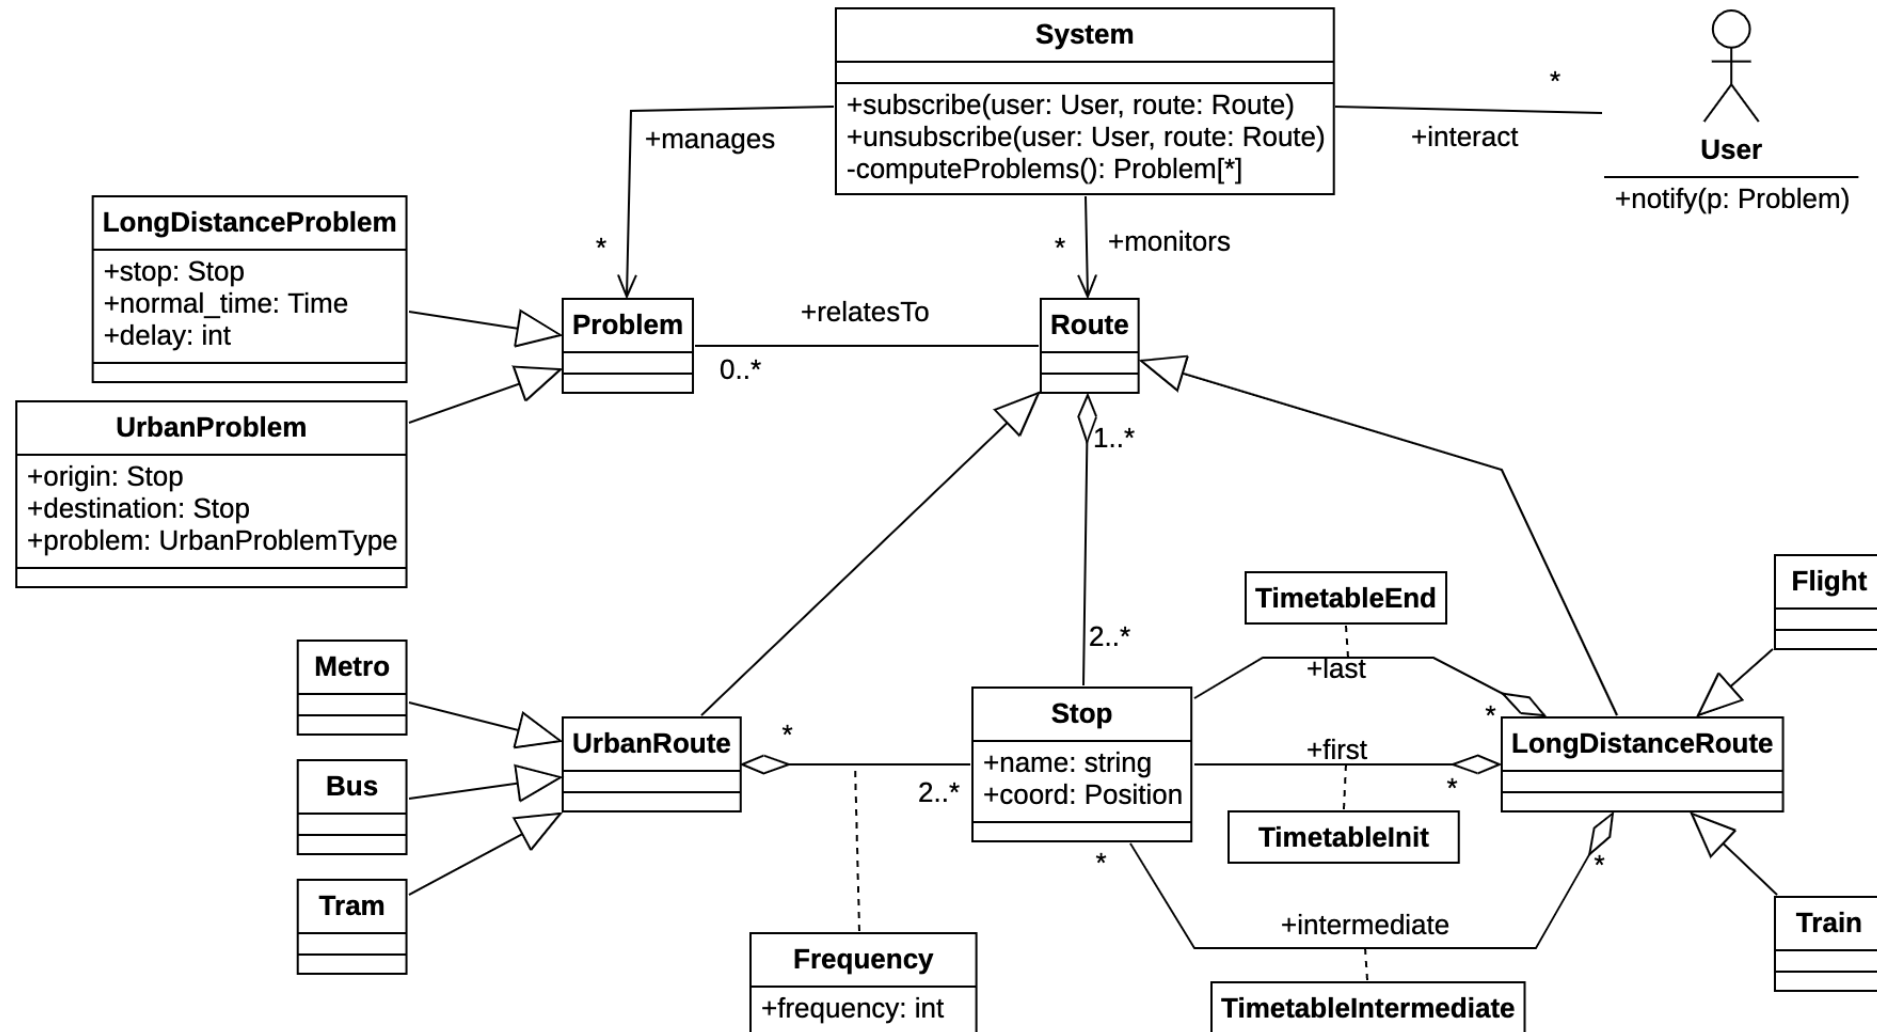 System
+subscribe(user: User, route: Route)
+unsubscribe(user: User, route: Route)
-computeProblems(): Problem[*]
*
+interact
User
+notify(p: Problem)
+manages
*
*
+monitors
LongDistanceProblem
+stop: Stop
+normal_time: Time
+delay: int
Problem
+relatesTo
0..*
Route
UrbanProblem
+origin: Stop
+destination: Stop
+problem: UrbanProblemType
1..*
2..*
TimetableEnd
+last
*
Flight
Metro
Bus
Tram
UrbanRoute
*
2..*
Stop
+name: string
+coord: Position
+first
*
LongDistanceRoute
TimetableInit
*
*
+intermediate
Train
Frequency
+frequency: int
TimetableIntermediate